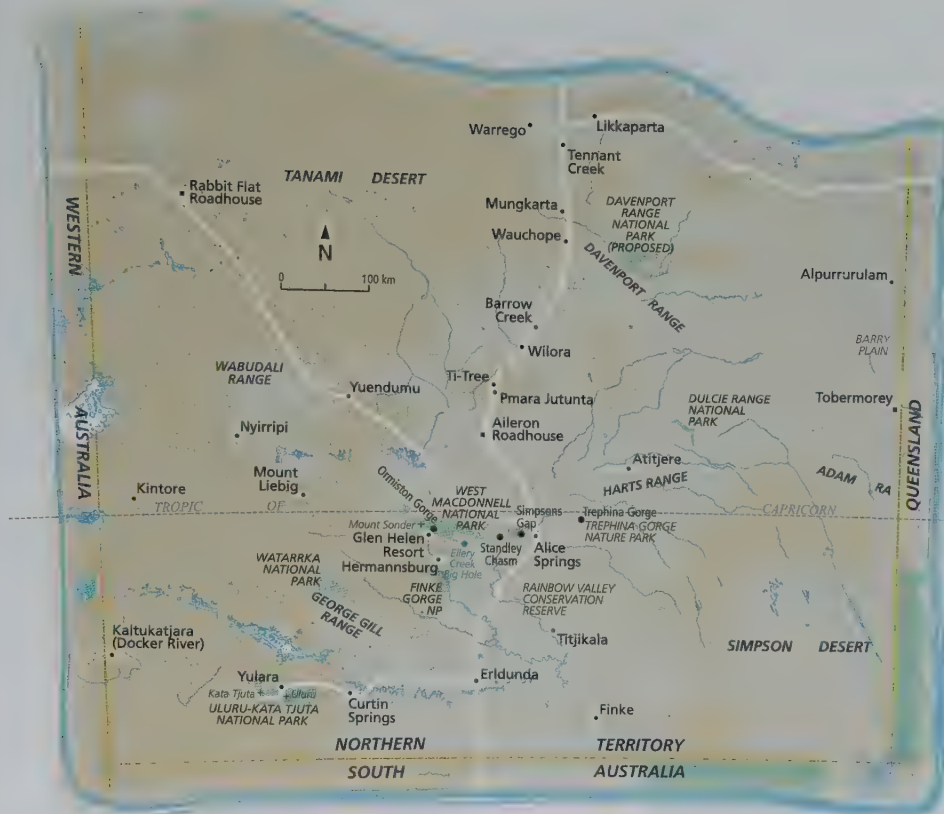 Warrego
Likkaparta
Tennant
Creek
TANAMI DESERT
Rabbit Flat
Roadhouse
WESTERN
N
0 100 km
Mungkarta
Wauchope
DAVENPORT
RANGE
NATIONAL
PARK
(PROPOSED)
DAVENPORT RANGE
Alpurrurulam
Barrow
Creek
Wilora
BARRY
PLAIN
WABUDALI
RANGE
Yuendumu
Ti-Tree
Pmara Jutunta
DULCIE RANGE
NATIONAL
PARK
Tobermorey
QUEENSLAND
AUSTRALIA
Nyirripi
Aileron
Roadhouse
Atitjere
HARTS RANGE
ADAM RA
Mount
Liebig
Kintore
TROPIC OF CAPRICORN
Ormiston Gorge
WEST
MACDONNELL
NATIONAL
PARK
Simpsons
Gap
Trephina Gorge
TREPHINA GORGE
NATURE PARK
Mount Sonder
Glen Helen
Resort
Hermannsburg
Ellery
Creek
Big Hole
Standley
Chasm
Alice
Springs
WATARRKA
NATIONAL
PARK
FINKE
GORGE
NP
RAINBOW VALLEY
CONSERVATION
RESERVE
GEORGE GILL
RANGE
Titjikala
Kaltukatjara
(Docker River)
SIMPSON DESERT
Yulara
Kata Tjuta
Uluru
ULURU-KATA TJUTA
NATIONAL PARK
Erldunda
Curtin
Springs
Finke
NORTHERN TERRITORY
SOUTH AUSTRALIA